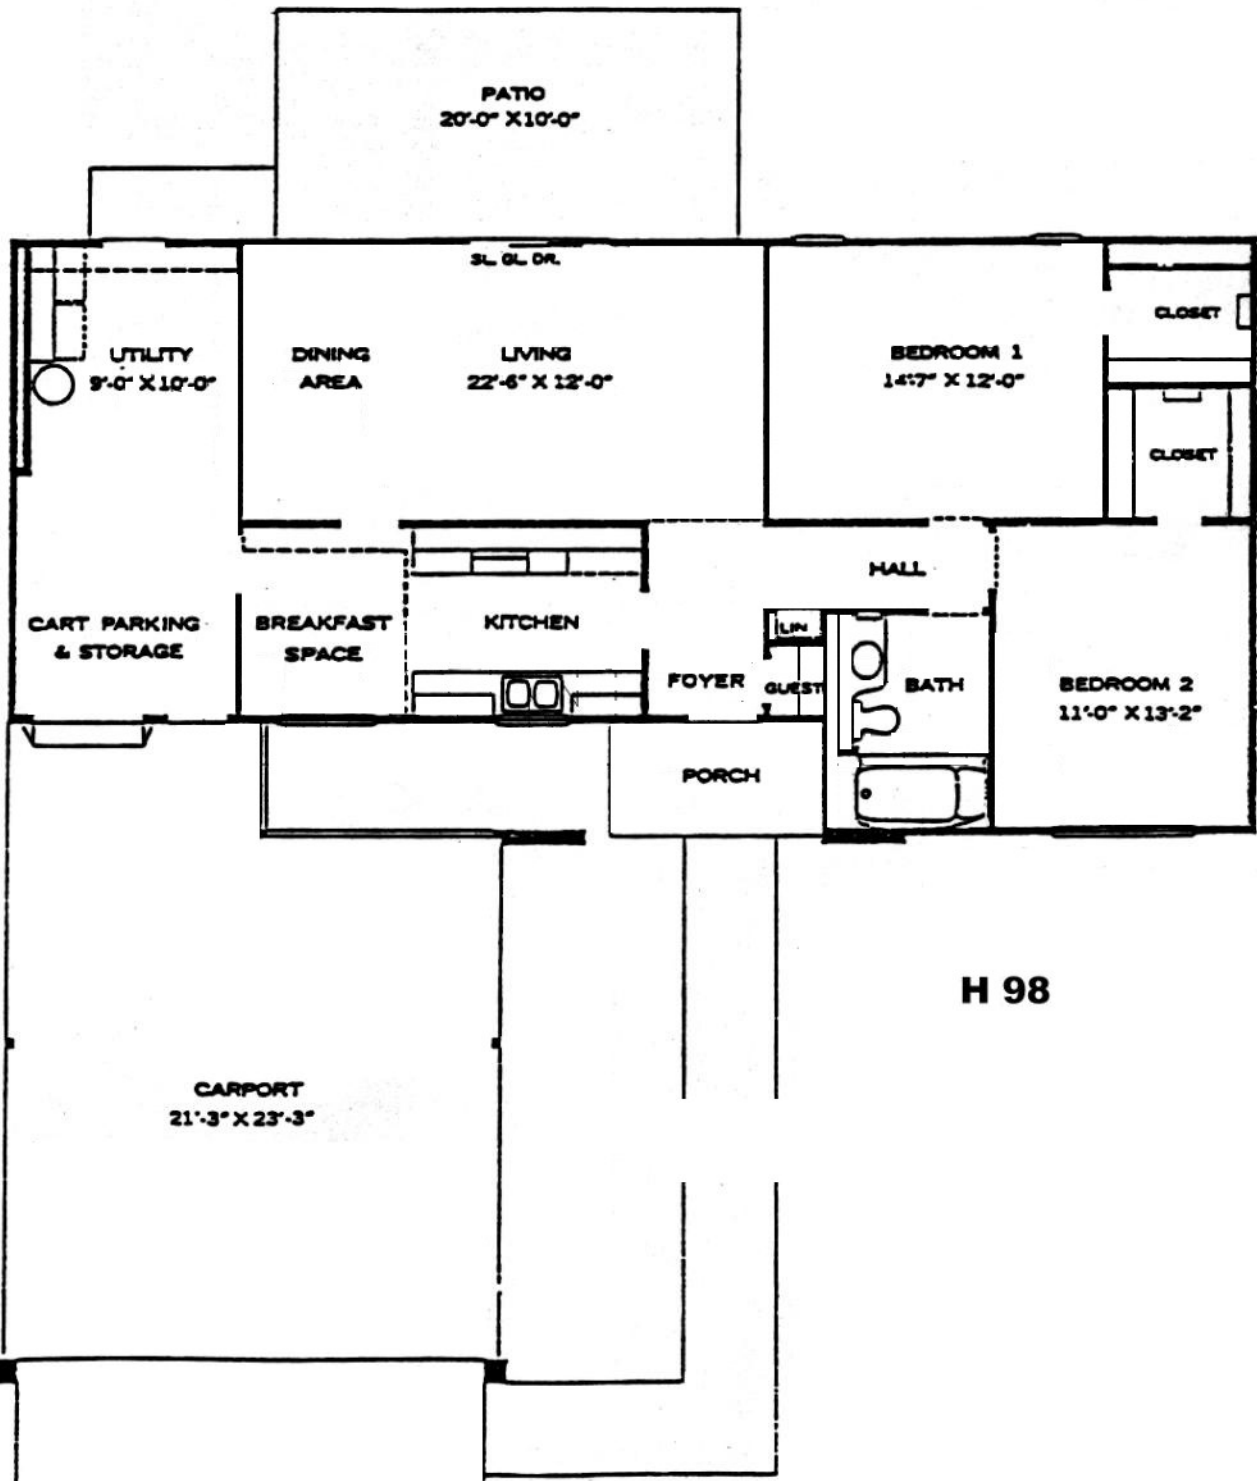 PATIO
20'-0" X 10'-0"
SL. GL. DR.
CLOSET
UTILITY
9'-0" X 10'-0"
DINING
AREA
LIVING
22'-6" X 12'-0"
BEDROOM 1
14'-7" X 12'-0"
CLOSET
HALL
CART PARKING
& STORAGE
BREAKFAST
SPACE
KITCHEN
LIN
FOYER
GUEST
BATH
BEDROOM 2
11'-0" X 13'-2"
PORCH
H 98
CARPORT
21'-3" X 23'-3"